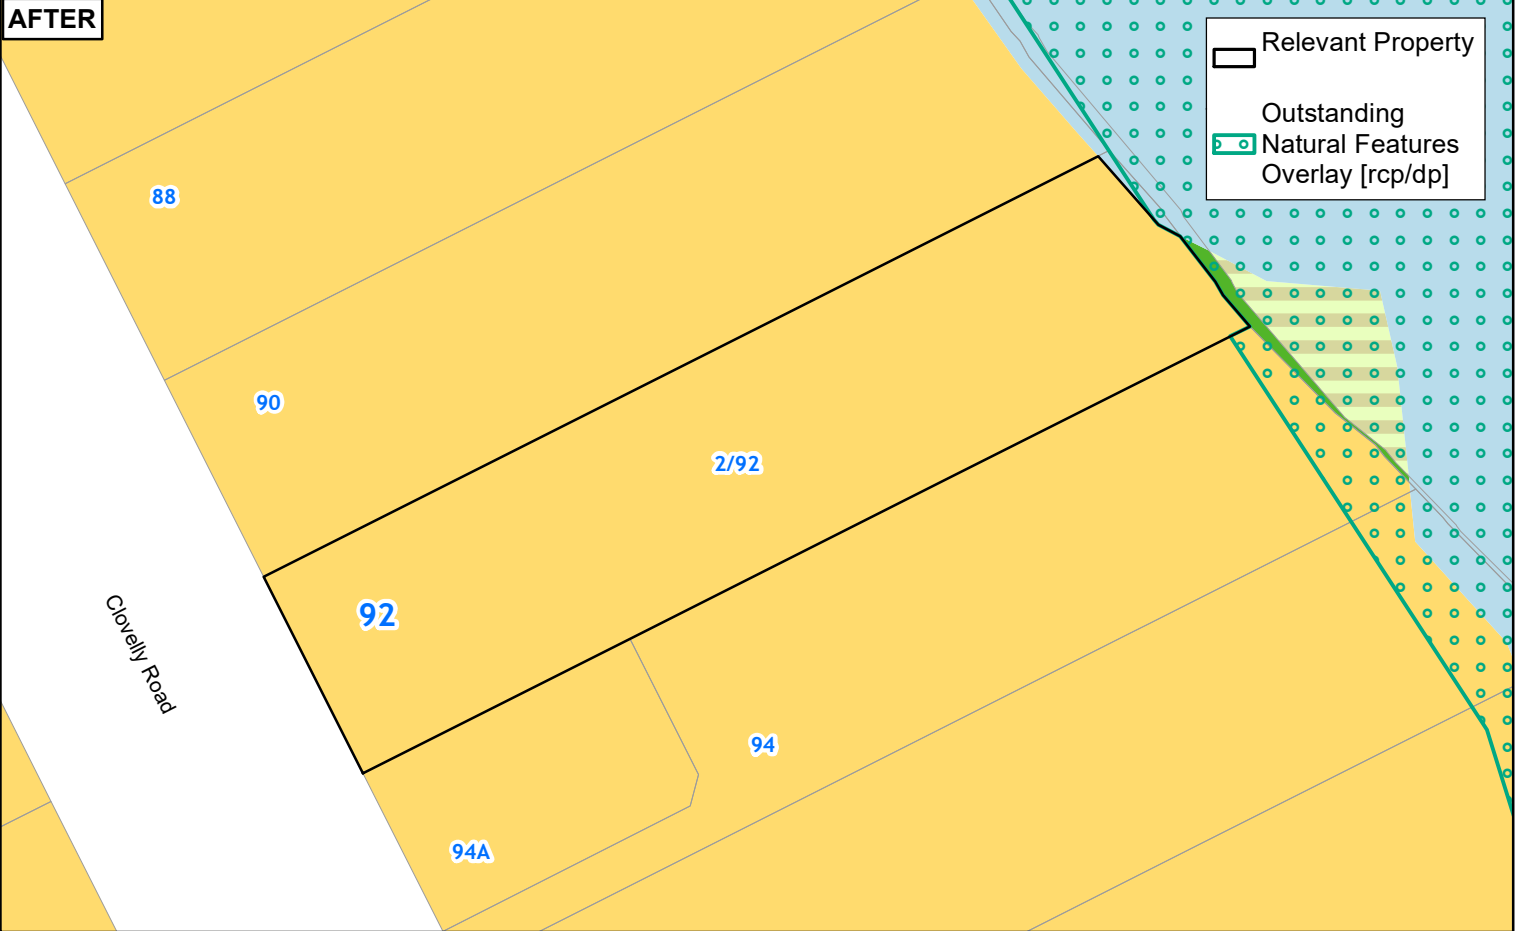 AFTER
Relevant Property
Outstanding
Natural Features
Overlay [rcp/dp]
88
90
2/92
92
Clovelly Road
94
94A